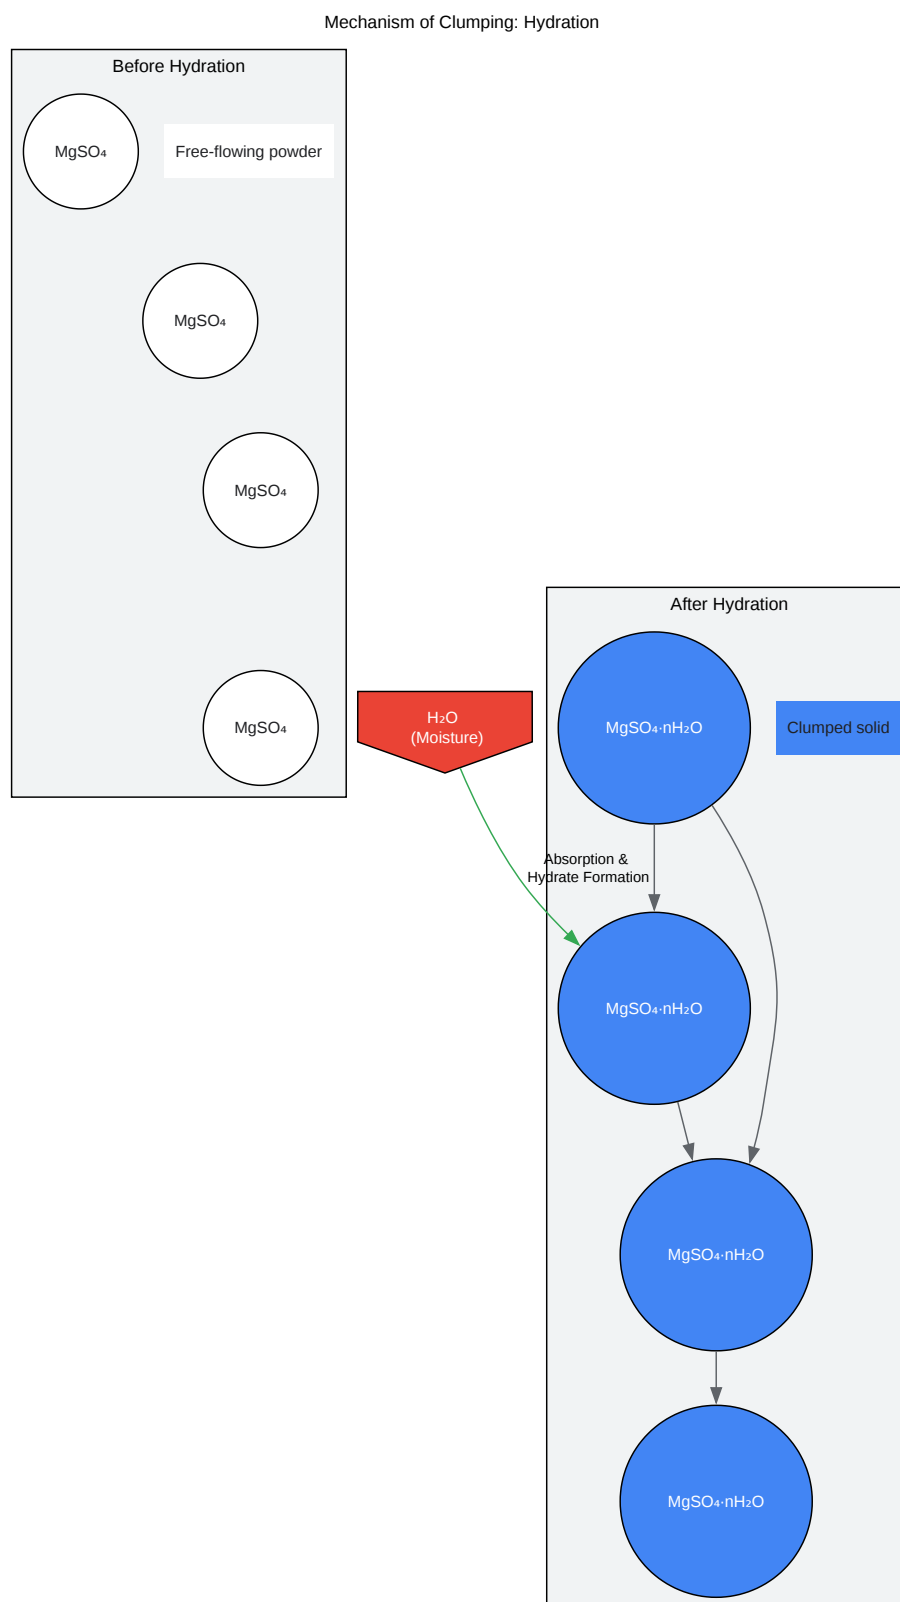 Mechanism of Clumping: Hydration
Before Hydration
MgSO₄
Free-flowing powder
MgSO₄
MgSO₄
MgSO₄
H₂O
(Moisture)
After Hydration
MgSO₄·nH₂O
Clumped solid
Absorption &
Hydrate Formation
MgSO₄·nH₂O
MgSO₄·nH₂O
MgSO₄·nH₂O